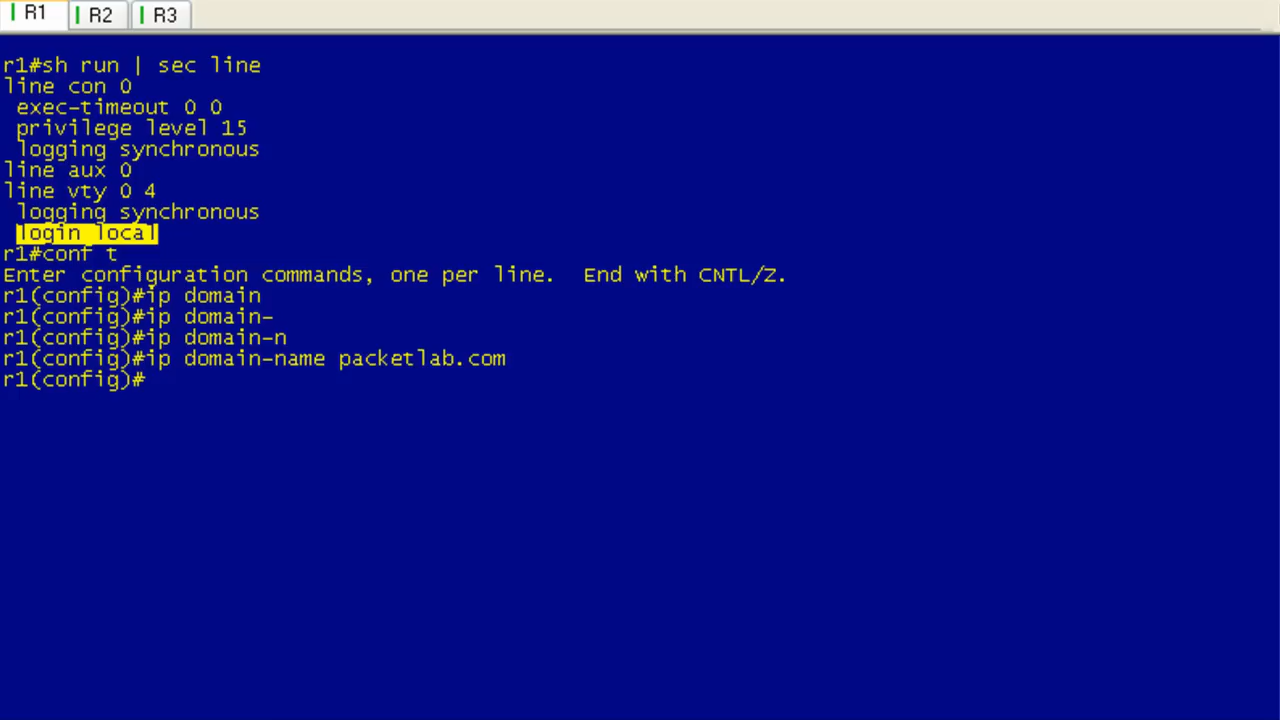 R1 R2 R3
r1#sh run | sec line
line con 0
 exec-timeout 0 0
 privilege level 15
 logging synchronous
line aux 0
line vty 0 4
 logging synchronous
 login local
r1#conf t
Enter configuration commands, one per line.  End with CNTL/Z.
r1(config)#ip domain
r1(config)#ip domain-
r1(config)#ip domain-n
r1(config)#ip domain-name packetlab.com
r1(config)#